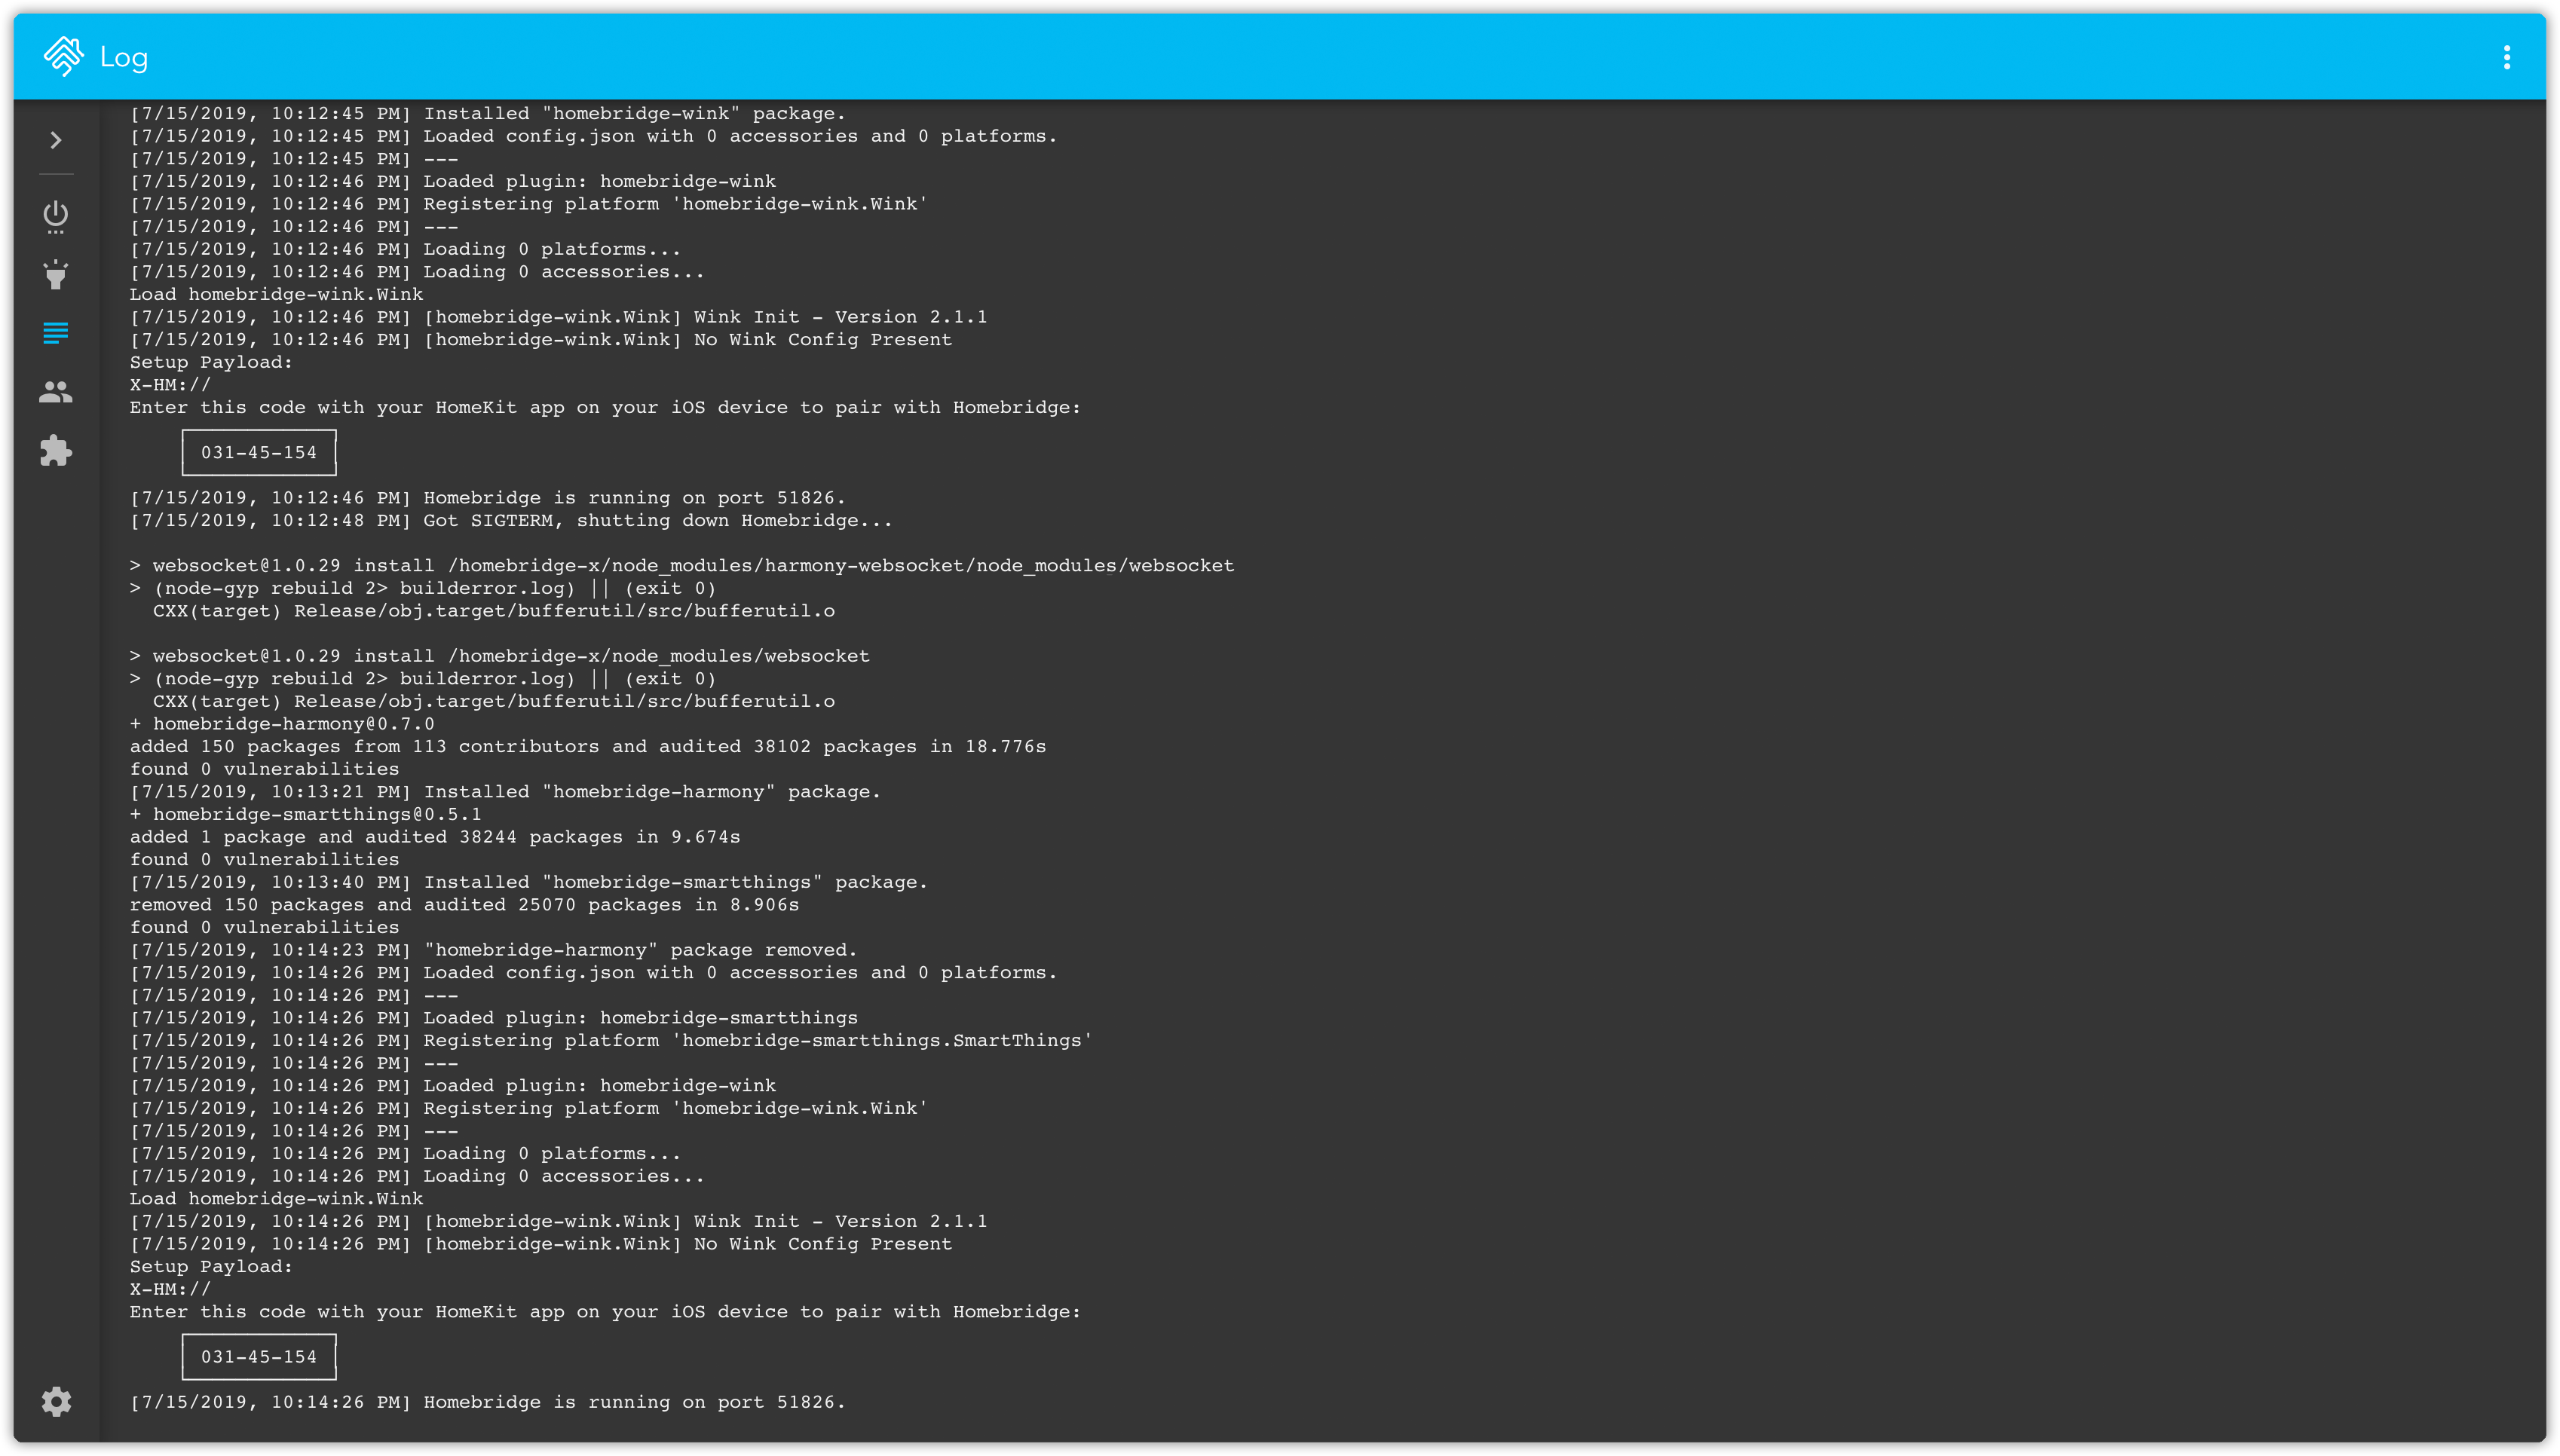 Log
[7/15/2019, 10:12:45 PM] Installed "homebridge-wink" package.
[7/15/2019, 10:12:45 PM] Loaded config.json with 0 accessories and 0 platforms.
[7/15/2019, 10:12:45 PM] ---
[7/15/2019, 10:12:46 PM] Loaded plugin: homebridge-wink
[7/15/2019, 10:12:46 PM] Registering platform 'homebridge-wink.Wink'
[7/15/2019, 10:12:46 PM] ---
[7/15/2019, 10:12:46 PM] Loading 0 platforms...
[7/15/2019, 10:12:46 PM] Loading 0 accessories...
Load homebridge-wink.Wink
[7/15/2019, 10:12:46 PM] [homebridge-wink.Wink] Wink Init - Version 2.1.1
[7/15/2019, 10:12:46 PM] [homebridge-wink.Wink] No Wink Config Present
Setup Payload:
X-HM://
Enter this code with your HomeKit app on your iOS device to pair with Homebridge:
031-45-154
[7/15/2019, 10:12:46 PM] Homebridge is running on port 51826.
[7/15/2019, 10:12:48 PM] Got SIGTERM, shutting down Homebridge...
> websocket@1.0.29 install /homebridge-x/node_modules/harmony-websocket/node_modules/websocket
> (node-gyp rebuild 2> builderror.log) || (exit 0)
CXX(target) Release/obj.target/bufferutil/src/bufferutil.o
> websocket@1.0.29 install /homebridge-x/node_modules/websocket
> (node-gyp rebuild 2> builderror.log) || (exit 0)
CXX(target) Release/obj.target/bufferutil/src/bufferutil.o
+ homebridge-harmony@0.7.0
added 150 packages from 113 contributors and audited 38102 packages in 18.776s
found 0 vulnerabilities
[7/15/2019, 10:13:21 PM] Installed "homebridge-harmony" package.
+ homebridge-smartthings@0.5.1
added 1 package and audited 38244 packages in 9.674s
found 0 vulnerabilities
[7/15/2019, 10:13:40 PM] Installed "homebridge-smartthings" package.
removed 150 packages and audited 25070 packages in 8.906s
found 0 vulnerabilities
[7/15/2019, 10:14:23 PM] "homebridge-harmony" package removed.
[7/15/2019, 10:14:26 PM] Loaded config.json with 0 accessories and 0 platforms.
[7/15/2019, 10:14:26 PM] ---
[7/15/2019, 10:14:26 PM] Loaded plugin: homebridge-smartthings
[7/15/2019, 10:14:26 PM] Registering platform 'homebridge-smartthings.SmartThings'
[7/15/2019, 10:14:26 PM] ---
[7/15/2019, 10:14:26 PM] Loaded plugin: homebridge-wink
[7/15/2019, 10:14:26 PM] Registering platform 'homebridge-wink.Wink'
[7/15/2019, 10:14:26 PM] ---
[7/15/2019, 10:14:26 PM] Loading 0 platforms...
[7/15/2019, 10:14:26 PM] Loading 0 accessories...
Load homebridge-wink.Wink
[7/15/2019, 10:14:26 PM] [homebridge-wink.Wink] Wink Init - Version 2.1.1
[7/15/2019, 10:14:26 PM] [homebridge-wink.Wink] No Wink Config Present
Setup Payload:
X-HM://
Enter this code with your HomeKit app on your iOS device to pair with Homebridge:
031-45-154
[7/15/2019, 10:14:26 PM] Homebridge is running on port 51826.